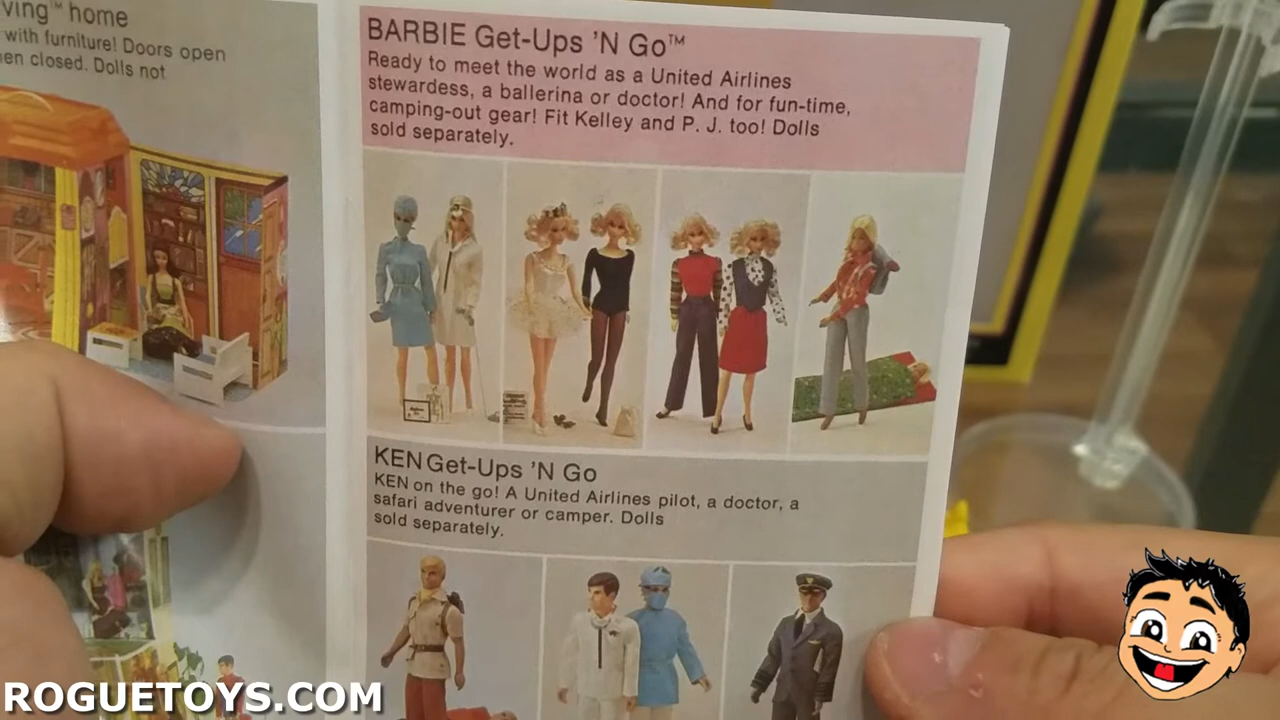 ving™ home
with furniture! Doors open
en closed. Dolls not
BARBIE Get-Ups 'N Go™
Ready to meet the world as a United Airlines
stewardess, a ballerina or doctor! And for fun-time,
camping-out gear! Fit Kelley and P. J. too! Dolls
sold separately.
KEN Get-Ups 'N Go
KEN on the go! A United Airlines pilot, a doctor, a
safari adventurer or camper. Dolls
sold separately.
ROGUETOYS.COM